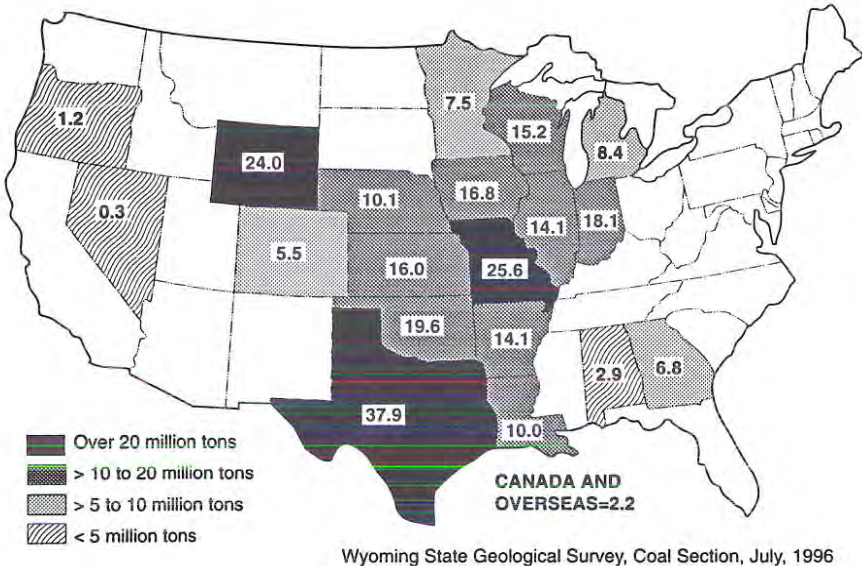 7.5
1.2
15.2
8.4
24.0
10.1
16.8
0.3
14.1
18.1
5.5
16.0
25.6
19.6
14.1
2.9
6.8
37.9
10.0
Over 20 million tons
> 10 to 20 million tons
> 5 to 10 million tons
< 5 million tons
CANADA AND
OVERSEAS=2.2
Wyoming State Geological Survey, Coal Section, July, 1996